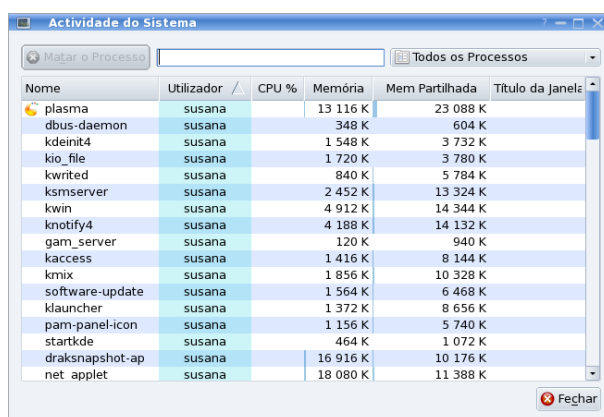 Actividade do Sistema
Matar o Processo
Todos os Processos
Nome Utilizador CPU % Memória Mem Partilhada Título da Janela
plasma susana 13 116 K 23 088 K
dbus-daemon susana 348 K 604 K
kdeinit4 susana 1 548 K 3 732 K
kio_file susana 1 720 K 3 780 K
kwrited susana 840 K 5 784 K
ksmserver susana 2 452 K 13 324 K
kwin susana 4 912 K 14 344 K
knotify4 susana 4 188 K 14 132 K
gam_server susana 120 K 940 K
kaccess susana 1 416 K 8 144 K
kmix susana 1 856 K 10 328 K
software-update susana 1 564 K 6 468 K
klauncher susana 1 372 K 8 656 K
pam-panel-icon susana 1 156 K 5 740 K
startkde susana 464 K 1 072 K
draksnapshot-ap susana 16 916 K 10 176 K
net_applet susana 18 080 K 11 388 K
Fechar